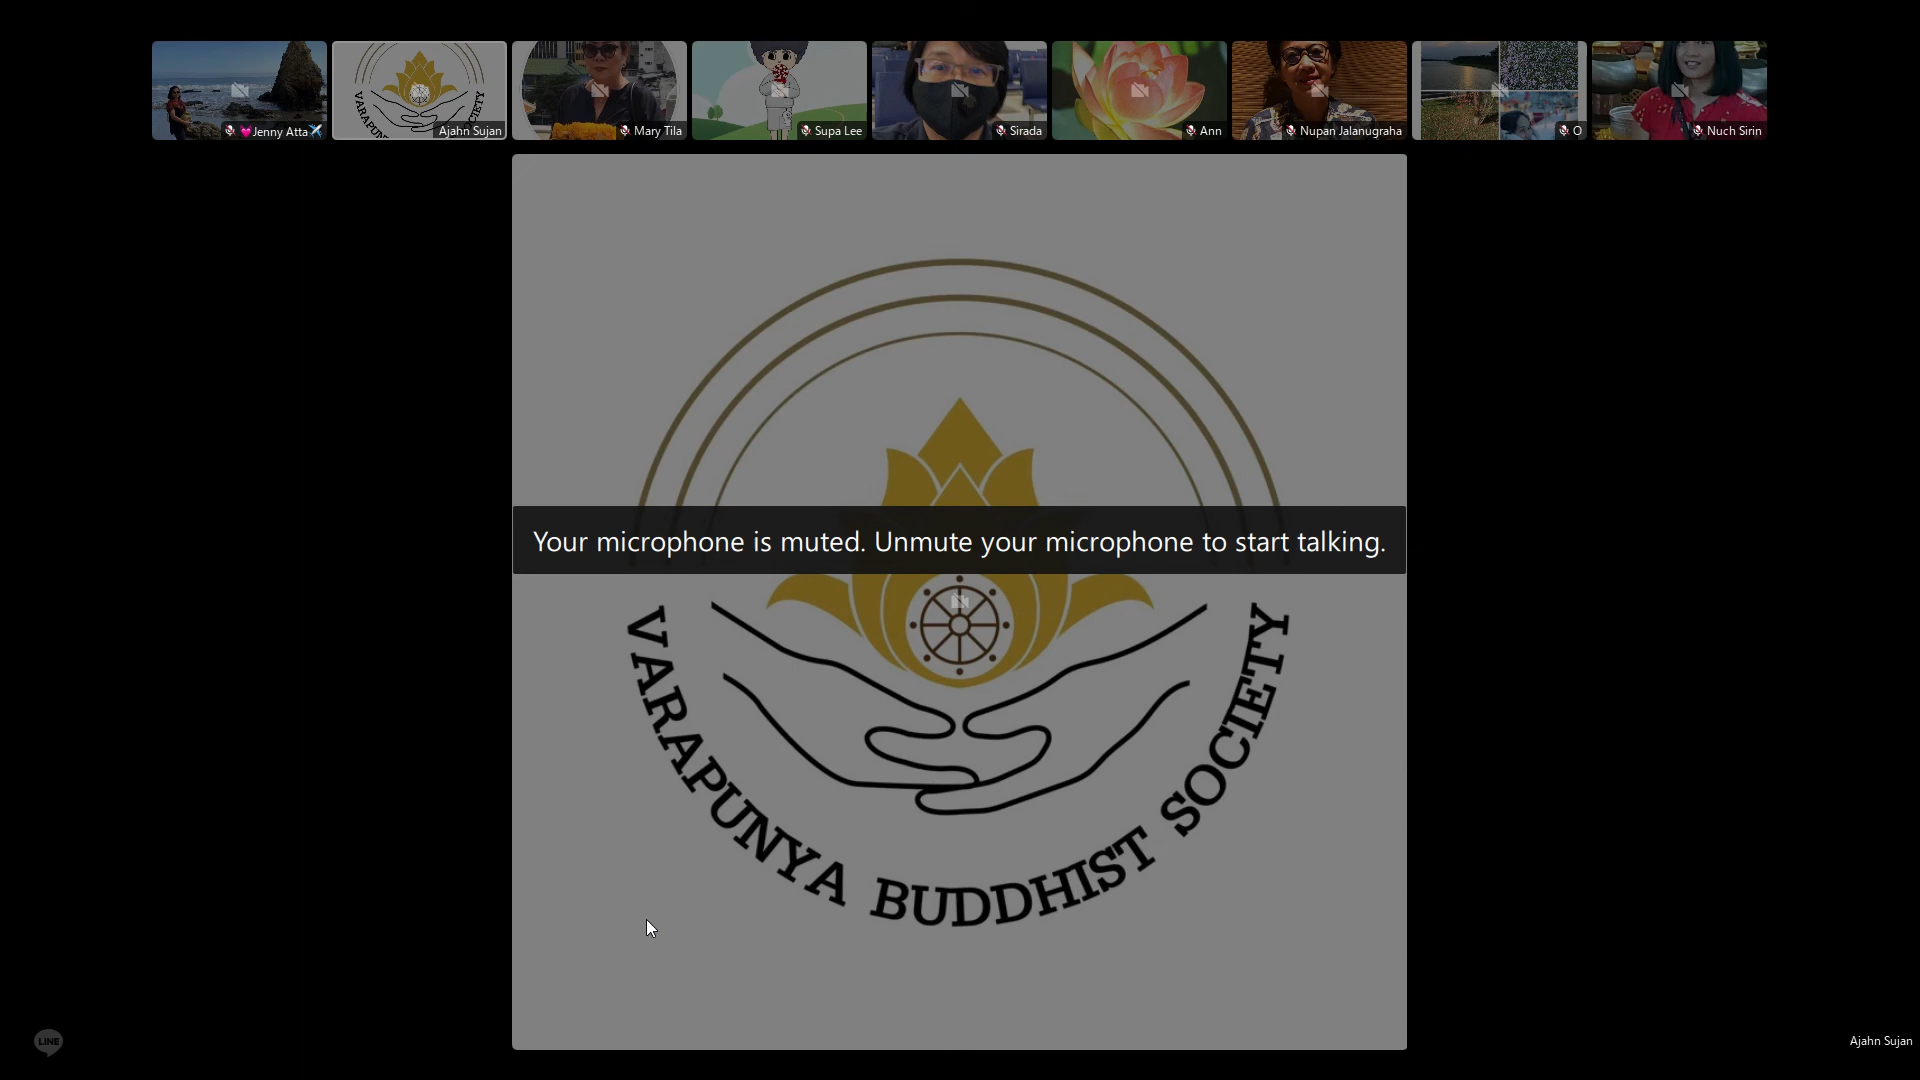 💓Jenny Atta✈️
Ajahn Sujan
Mary Tila
Supa Lee
Sirada
Ann
Nupan Jalanugraha
O
Nuch Sirin
Your microphone is muted. Unmute your microphone to start talking.
VARAPUNYA BUDDHIST SOCIETY
LINE
Ajahn Sujan